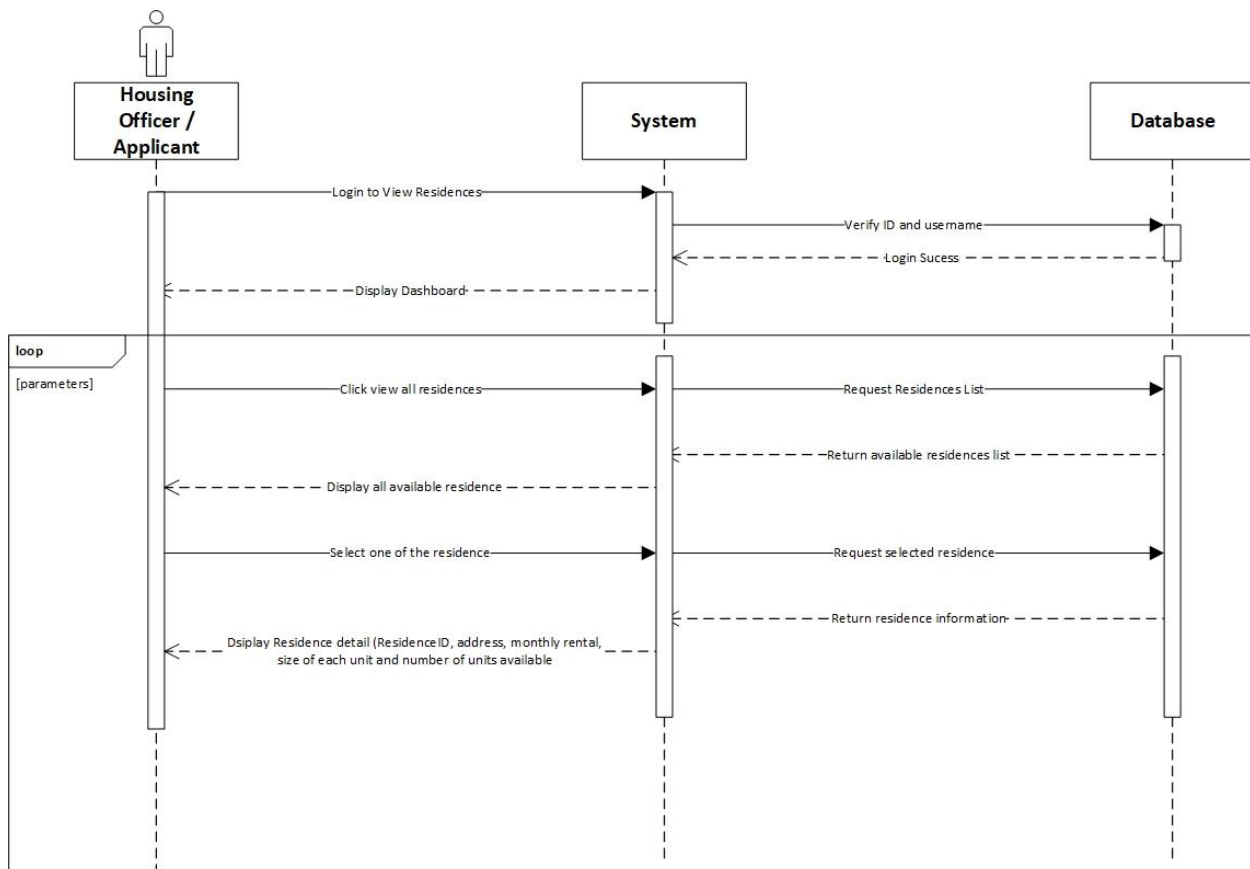 Housing
Officer /
Applicant
System
Database
Login to View Residences
Verify ID and username
Login Sucess
Display Dashboard
loop
[parameters]
Click view all residences
Request Residences List
Return available residences list
Display all available residence
Select one of the residence
Request selected residence
Return residence information
Dsiplay Residence detail (ResidenceID, address, monthly rental,
size of each unit and number of units available